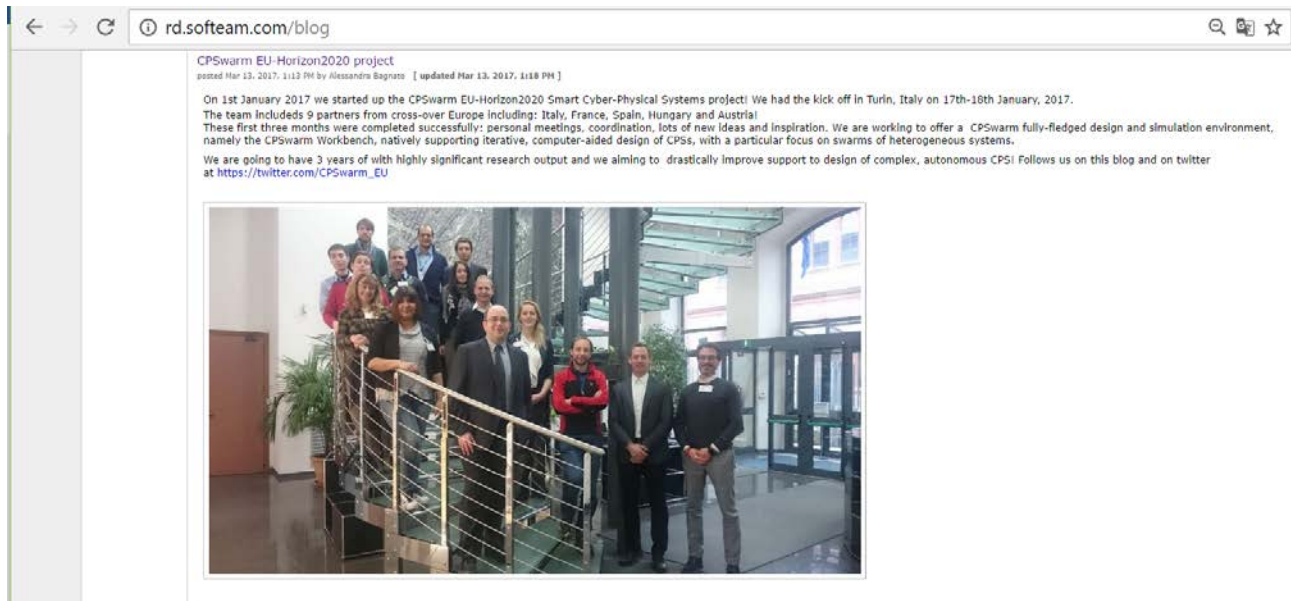 rd.softeam.com/blog
CPSwarm EU-Horizon2020 project
posted Mar 13, 2017, 1:13 PM by Alessandra Bagnato [ updated Mar 13, 2017, 1:18 PM ]
On 1st January 2017 we started up the CPSwarm EU-Horizon2020 Smart Cyber-Physical Systems project! We had the kick off in Turin, Italy on 17th-18th January, 2017.
The team includeds 9 partners from cross-over Europe including: Italy, France, Spain, Hungary and Austria!
These first three months were completed successfully: personal meetings, coordination, lots of new ideas and inspiration. We are working to offer a CPSwarm fully-fledged design and simulation environment,
namely the CPSwarm Workbench, natively supporting iterative, computer-aided design of CPSs, with a particular focus on swarms of heterogeneous systems.
We are going to have 3 years of with highly significant research output and we aiming to drastically improve support to design of complex, autonomous CPS! Follows us on this blog and on twitter
at https://twitter.com/CPSwarm_EU